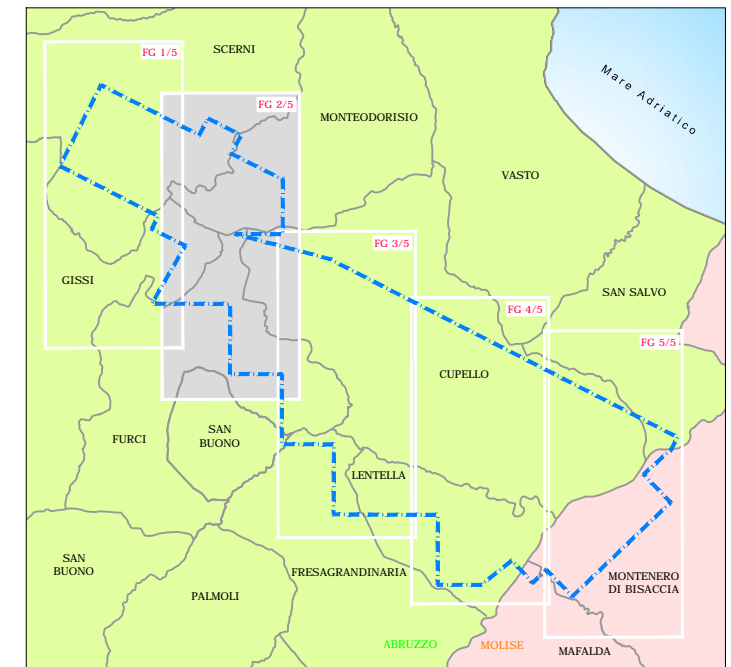 SCERNI
FG 1/5
Mare Adriatico
FG 2/5
MONTEODORISIO
VASTO
FG 3/5
GISSI
SAN SALVO
FG 4/5
FG 5/5
CUPELLO
FURCI
SAN
BUONO
LENTELLA
SAN
BUONO
FRESAGRANDINARIA
MONTENERO
DI BISACCIA
PALMOLI
ABRUZZO
MOLISE
MAFALDA